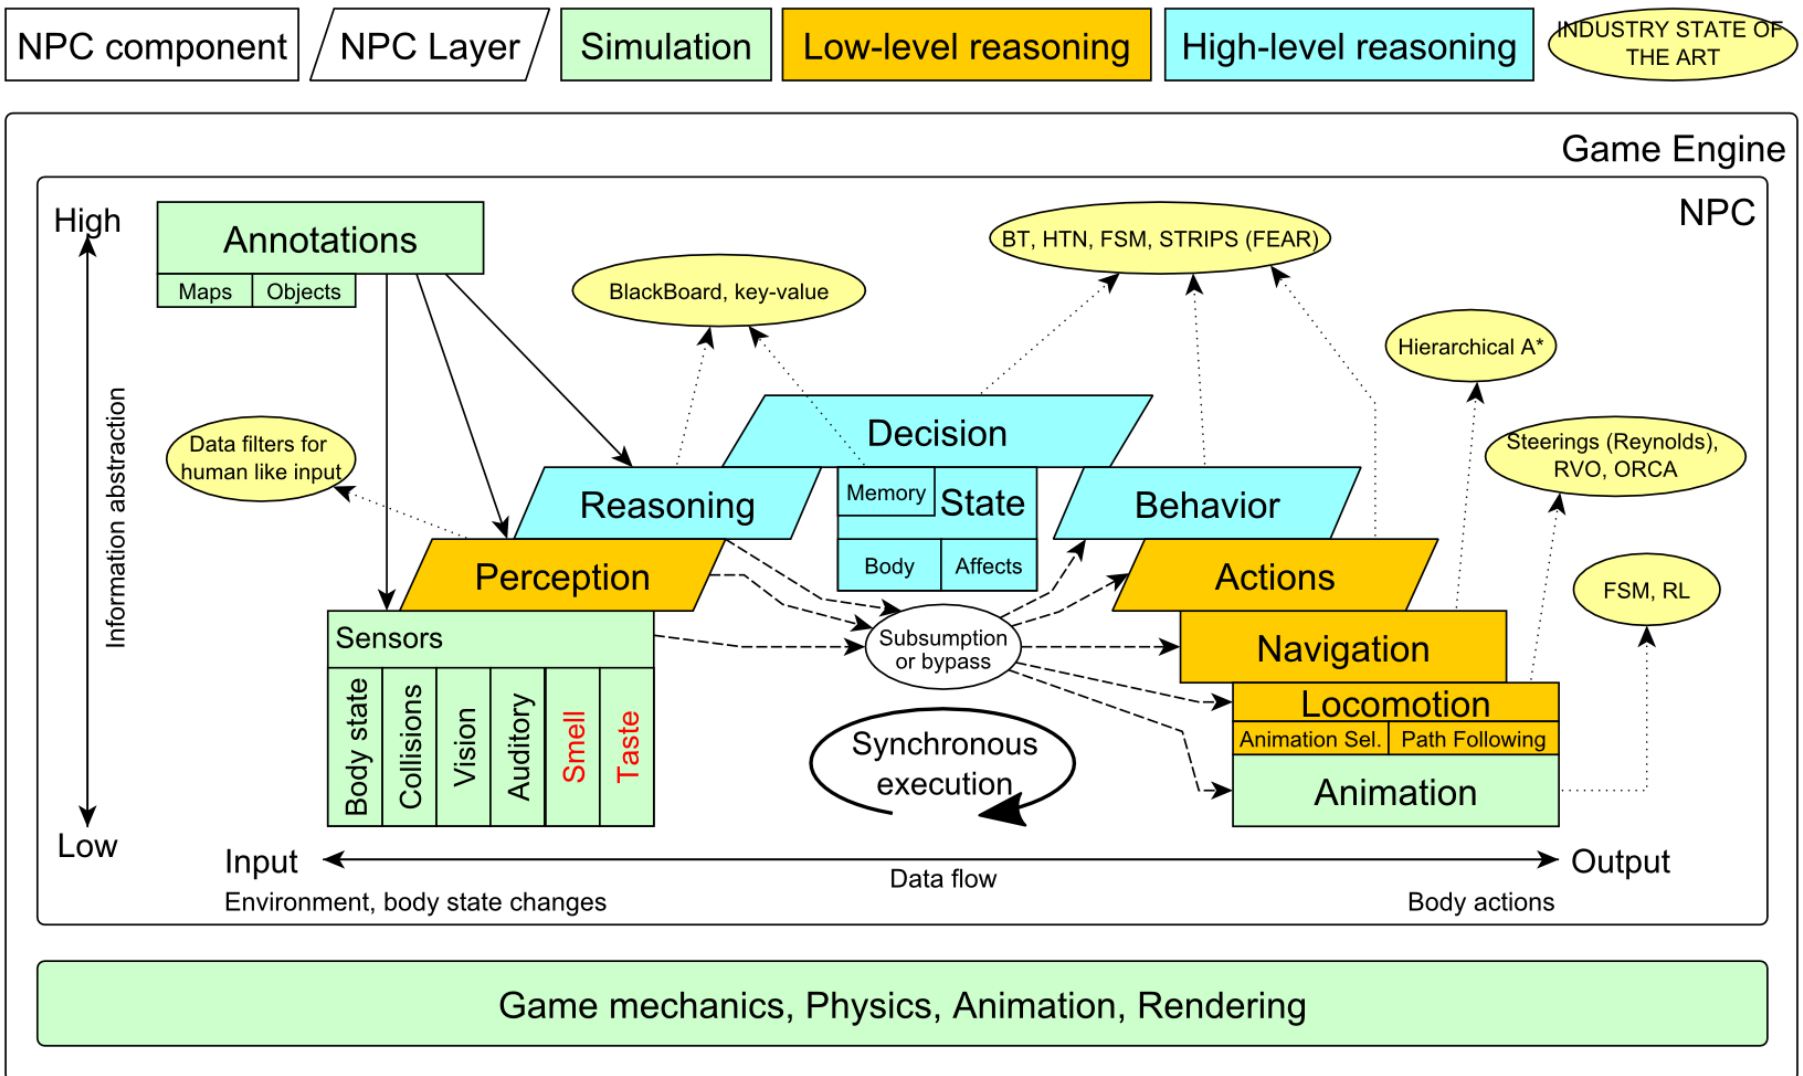 NPC component
NPC Layer
Simulation
Low-level reasoning
High-level reasoning
INDUSTRY STATE OF
THE ART
Game Engine
NPC
High
Annotations
Maps
Objects
BlackBoard, key-value
BT, HTN, FSM, STRIPS (FEAR)
Hierarchical A*
Information abstraction
Data filters for
human like input
Decision
Steerings (Reynolds),
RVO, ORCA
Reasoning
Memory
State
Behavior
Body
Affects
Perception
Actions
FSM, RL
Sensors
Subsumption
or bypass
Navigation
Body state
Collisions
Vision
Auditory
Smell
Taste
Locomotion
Animation Sel.
Path Following
Synchronous
execution
Animation
Low
Input
Output
Data flow
Environment, body state changes
Body actions
Game mechanics, Physics, Animation, Rendering